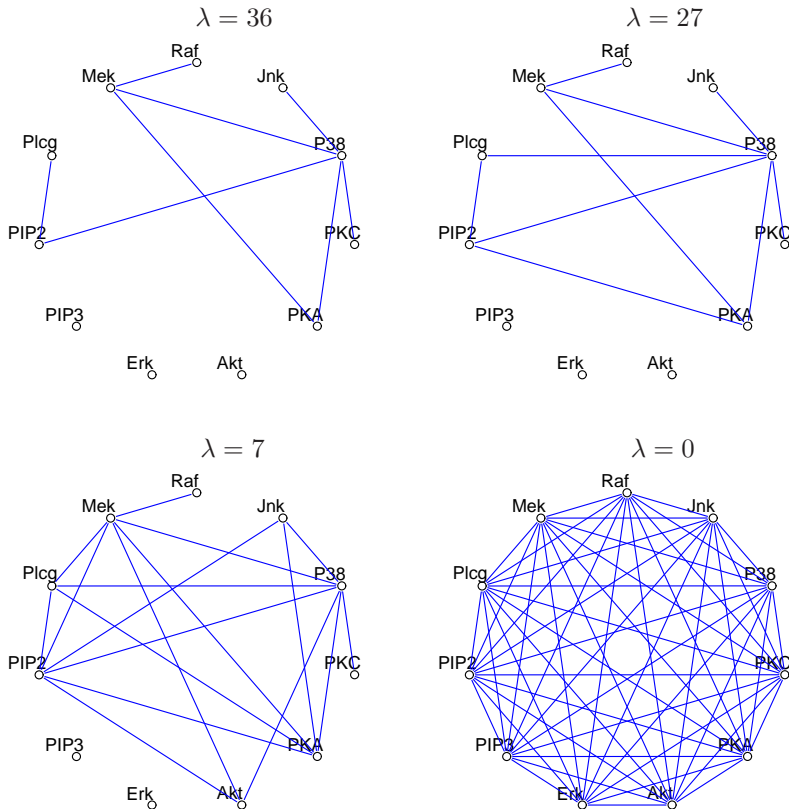 λ = 36
Raf
Mek
Jnk
Plcg
P38
PIP2
PKC
PIP3
PKA
Erk
Akt
λ = 27
Raf
Mek
Jnk
Plcg
P38
PIP2
PKC
PIP3
PKA
Erk
Akt
λ = 7
Raf
Mek
Jnk
Plcg
P38
PIP2
PKC
PIP3
PKA
Erk
Akt
λ = 0
Raf
Mek
Jnk
Plcg
P38
PIP2
PKC
PIP3
PKA
Erk
Akt